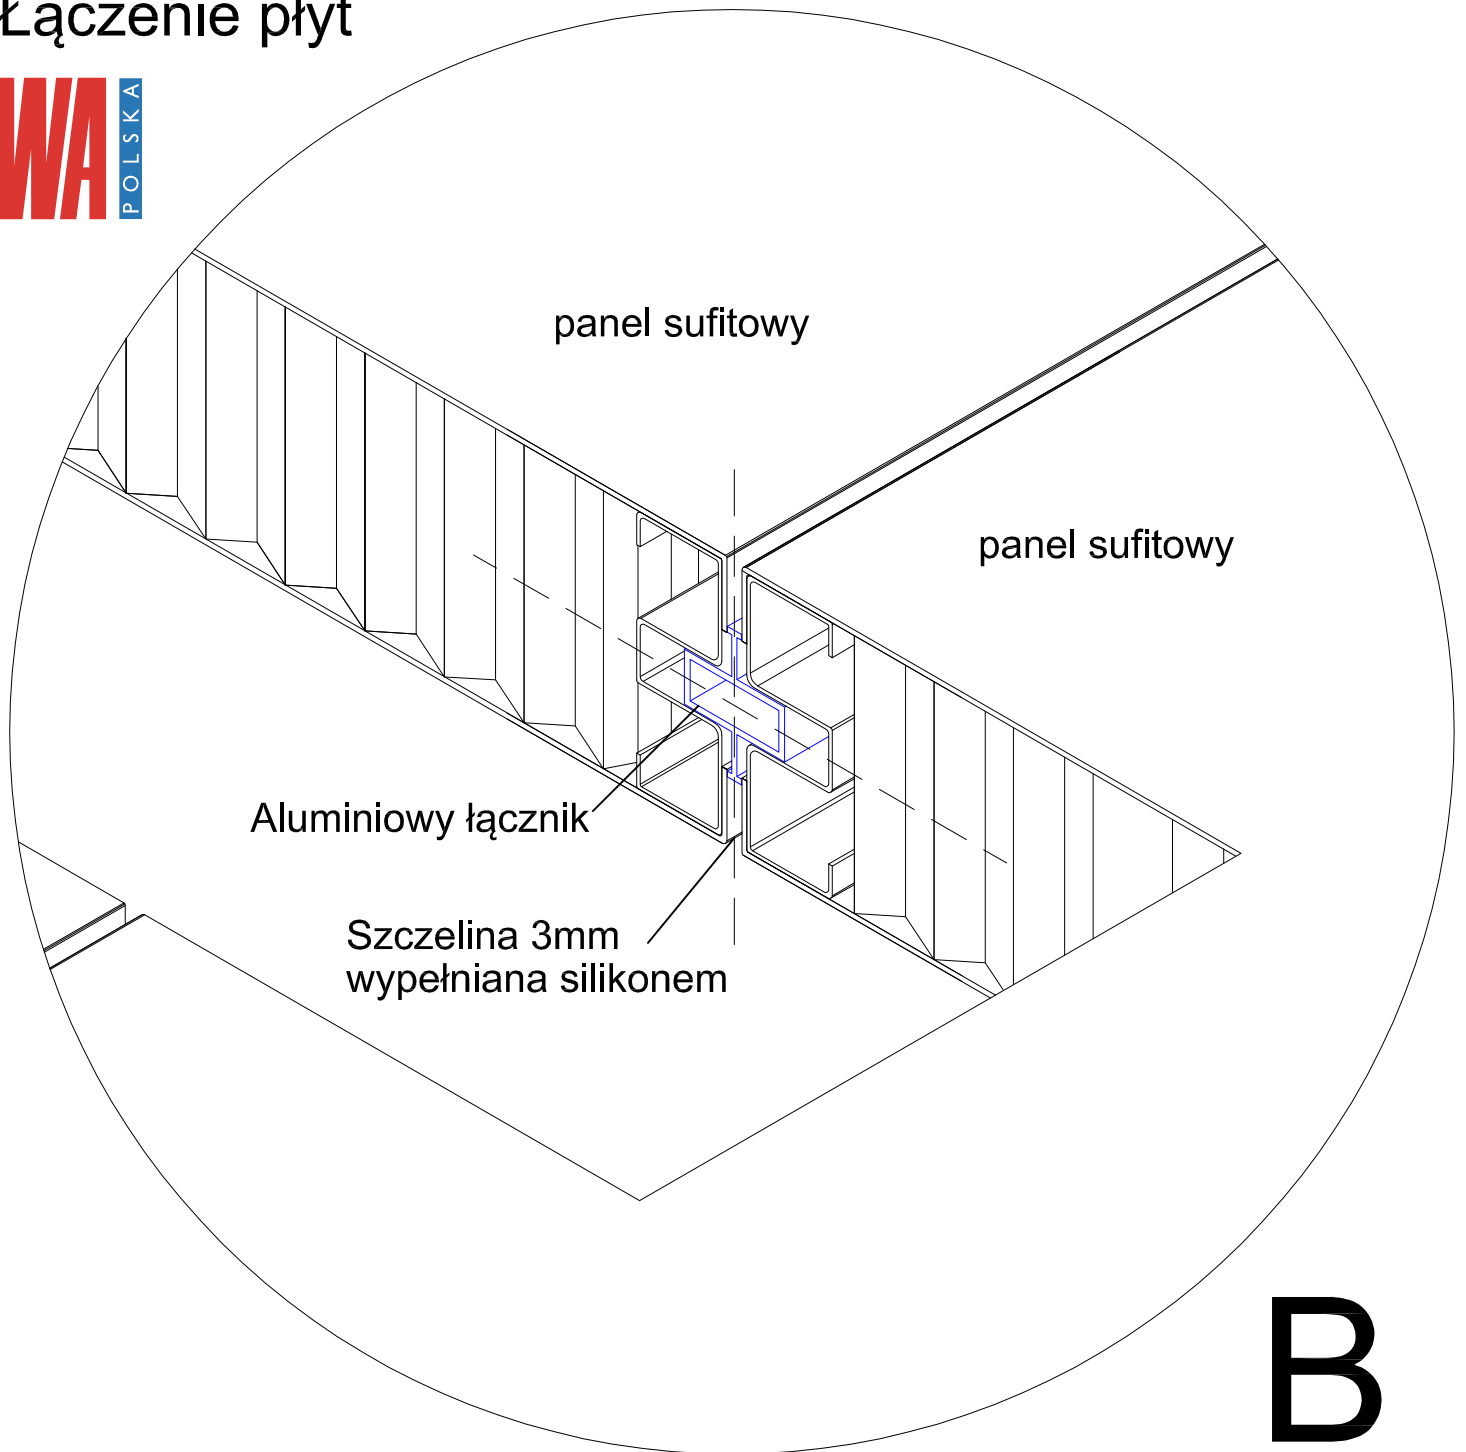 Łączenie płyt
WA
POLSKA
panel sufitowy
panel sufitowy
Aluminiowy łącznik
Szczelina 3mm
wypełniana silikonem
B